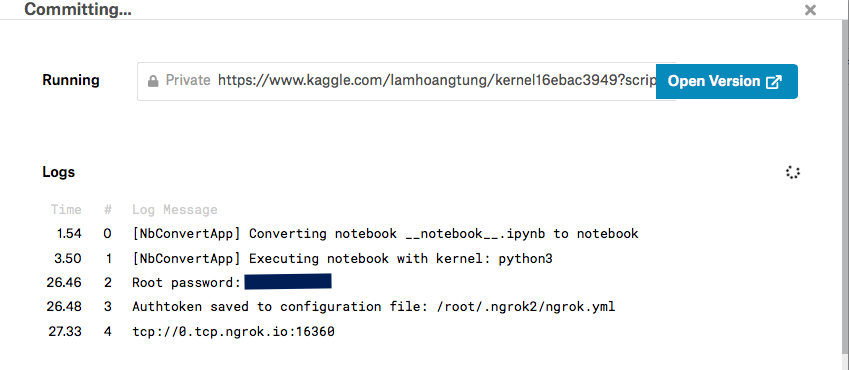 Committing...
Running Private https://www.kaggle.com/lamhoangtung/kernel16ebac3949?scrip Open Version
Logs
Time # Log Message
1.54 0 [NbConvertApp] Converting notebook __notebook__.ipynb to notebook
3.50 1 [NbConvertApp] Executing notebook with kernel: python3
26.46 2 Root password:
26.48 3 Authtoken saved to configuration file: /root/.ngrok2/ngrok.yml
27.33 4 tcp://0.tcp.ngrok.io:16360